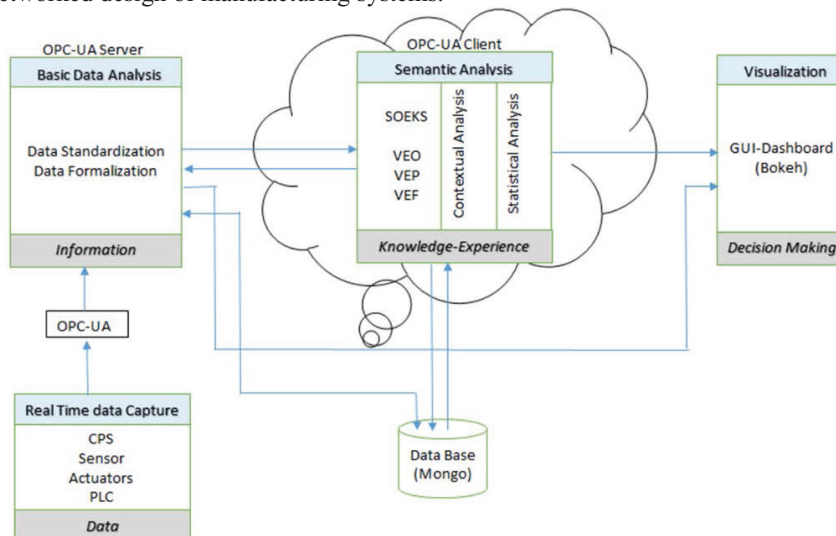 networked design of manufacturing systems.
OPC-UA Server
Basic Data Analysis
Data Standardization
Data Formalization
Information
OPC-UA
Real Time data Capture
CPS
Sensor
Actuators
PLC
Data
OPC-UA Client
Semantic Analysis
SOEKS
VEO
VEP
VEF
Contextual Analysis
Statistical Analysis
Knowledge-Experience
Data Base
(Mongo)
Visualization
GUI-Dashboard
(Bokeh)
Decision Making